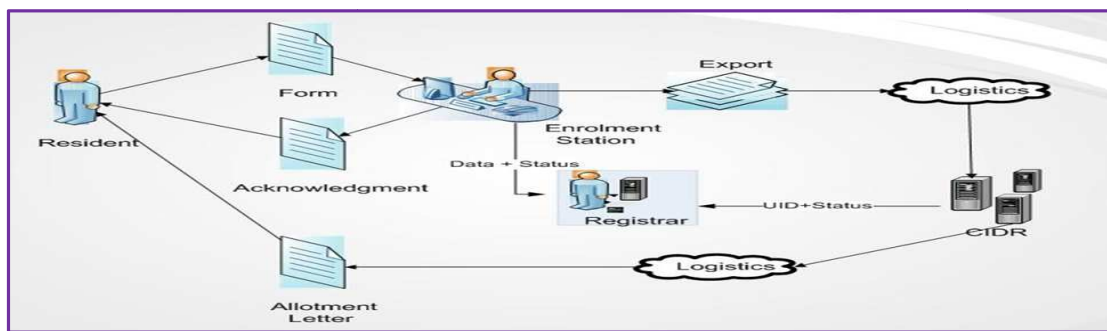 Form
Export
Logistics
Resident
Enrolment
Station
Acknowledgment
Data + Status
Registrar
UID+Status
CIDR
Logistics
Allotment
Letter